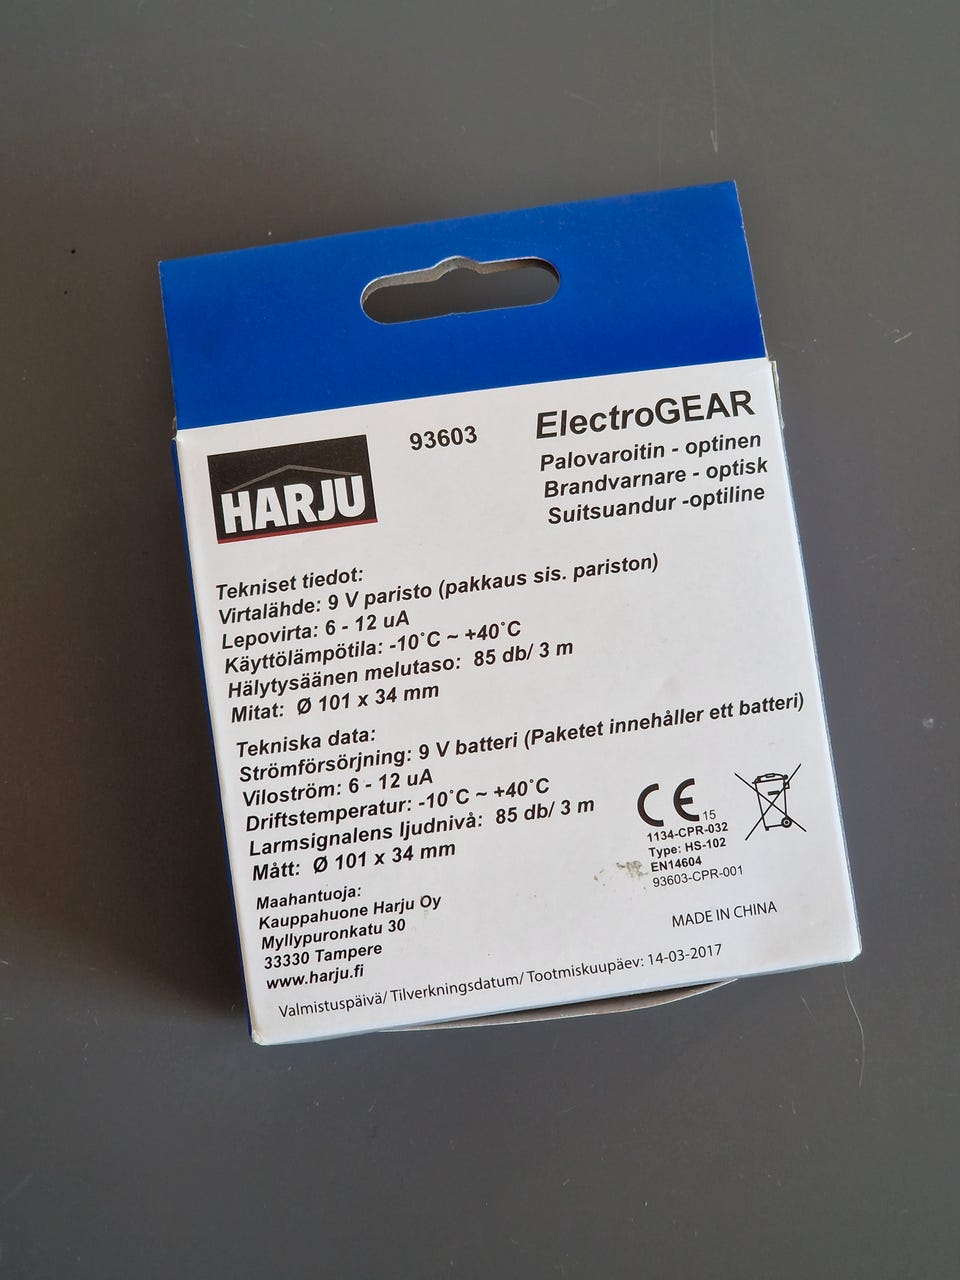 HARJU
93603
ElectroGEAR
Palovaroitin - optinen
Brandvarnare - optisk
Suitsuandur -optiline
Tekniset tiedot:
Virtalähde: 9 V paristo (pakkaus sis. pariston)
Lepovirta: 6 - 12 uA
Käyttölämpötila: -10°C ~ +40°C
Hälytysäänen melutaso: 85 db/ 3 m
Mitat: Ø 101 x 34 mm
Tekniska data:
Strömförsörjning: 9 V batteri (Paketet innehåller ett batteri)
Viloström: 6 - 12 uA
Driftstemperatur: -10°C ~ +40°C
Larmsignalens ljudnivå: 85 db/ 3 m
Mått: Ø 101 x 34 mm
CE 15
1134-CPR-032
Type: HS-102
EN14604
93603-CPR-001
Maahantuoja:
Kauppahuone Harju Oy
Myllypuronkatu 30
33330 Tampere
www.harju.fi
MADE IN CHINA
Valmistuspäivä/ Tilverkningsdatum/ Tootmiskuupäev: 14-03-2017